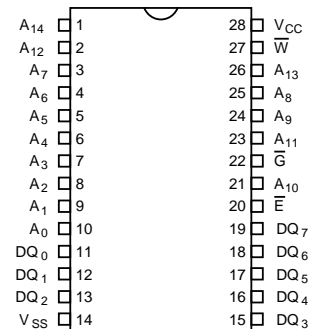 A14 1 28 VCC
A12 2 27 W
A7 3 26 A13
A6 4 25 A8
A5 5 24 A9
A4 6 23 A11
A3 7 22 G
A2 8 21 A10
A1 9 20 E
A0 10 19 DQ7
DQ0 11 18 DQ6
DQ1 12 17 DQ5
DQ2 13 16 DQ4
VSS 14 15 DQ3